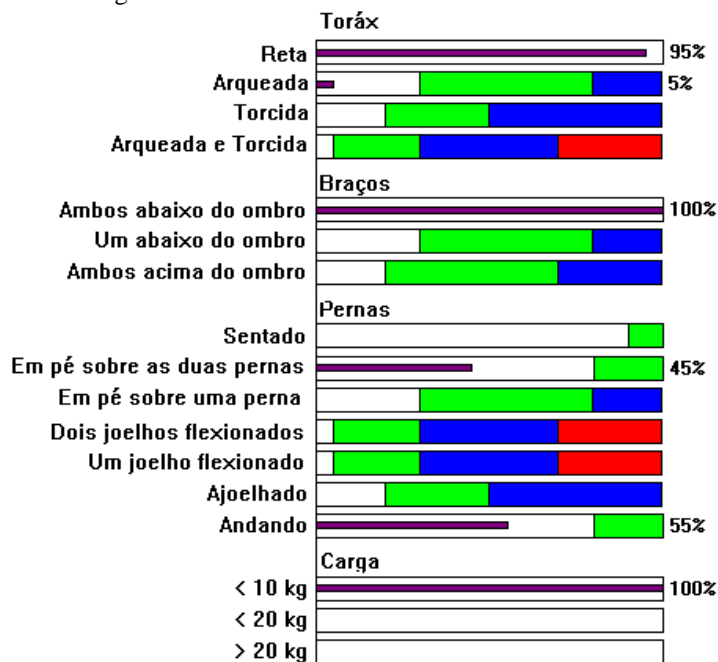 Toráx
Reta 95%
Arqueada 5%
Torcida
Arqueada e Torcida
Braços
Ambos abaixo do ombro 100%
Um abaixo do ombro
Ambos acima do ombro
Pernas
Sentado
Em pé sobre as duas pernas 45%
Em pé sobre uma perna
Dois joelhos flexionados
Um joelho flexionado
Ajoelhado
Andando 55%
Carga
< 10 kg 100%
< 20 kg
> 20 kg